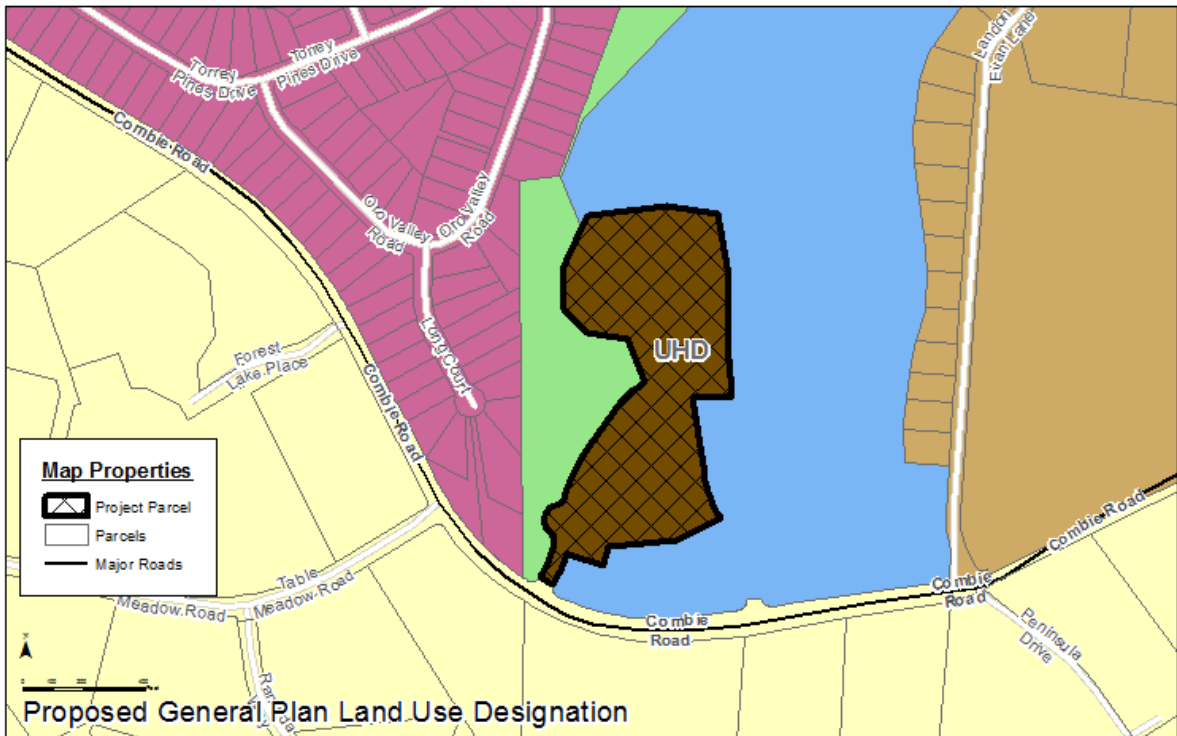 Torrey
Pines Drive
Torrey
Pines Drive
Landon
Evan Lane
Combie Road
Oro Valley
Road
Oro Valley
Road
Long Court
UHD
Forest
Lake Place
Combie Road
Map Properties
Project Parcel
Parcels
Major Roads
Combie Road
Table
Meadow Road
Meadow Road
Combie
Road
Combie
Road
Peninsula
Drive
Proposed General Plan Land Use Designation